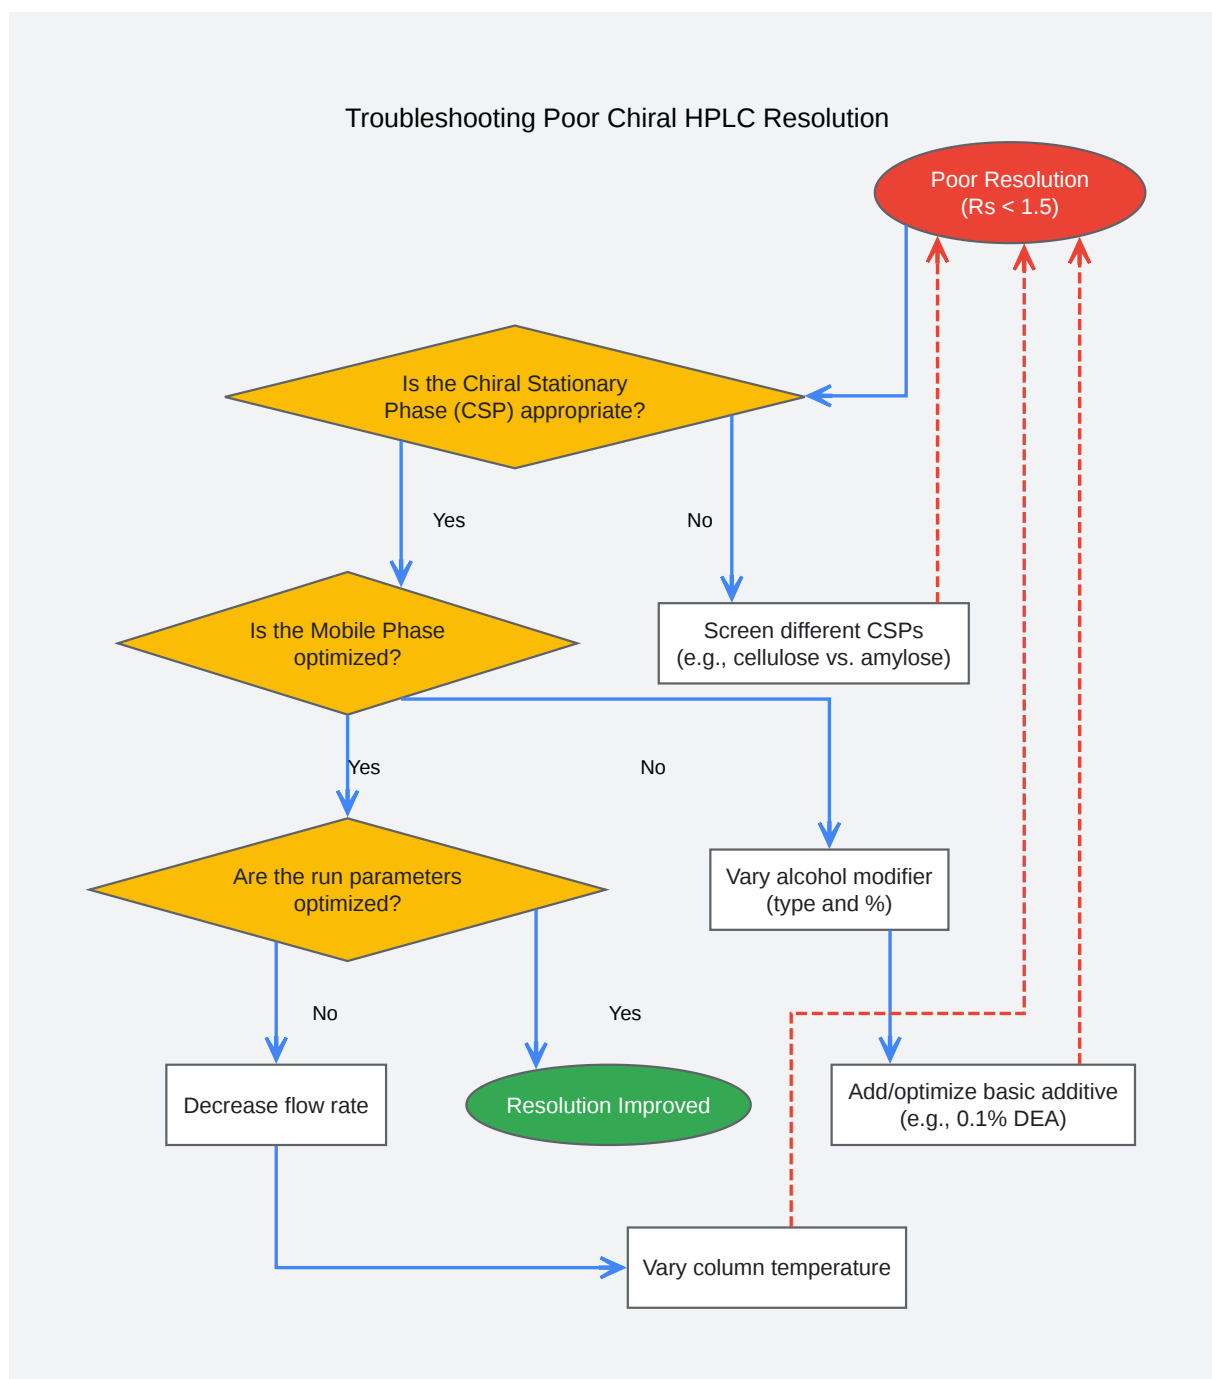 Troubleshooting Poor Chiral HPLC Resolution
Poor Resolution
(Rs < 1.5)
Is the Chiral Stationary
Phase (CSP) appropriate?
Yes
No
Is the Mobile Phase
optimized?
Screen different CSPs
(e.g., cellulose vs. amylose)
Yes
No
Are the run parameters
optimized?
Vary alcohol modifier
(type and %)
No
Yes
Decrease flow rate
Resolution Improved
Add/optimize basic additive
(e.g., 0.1% DEA)
Vary column temperature